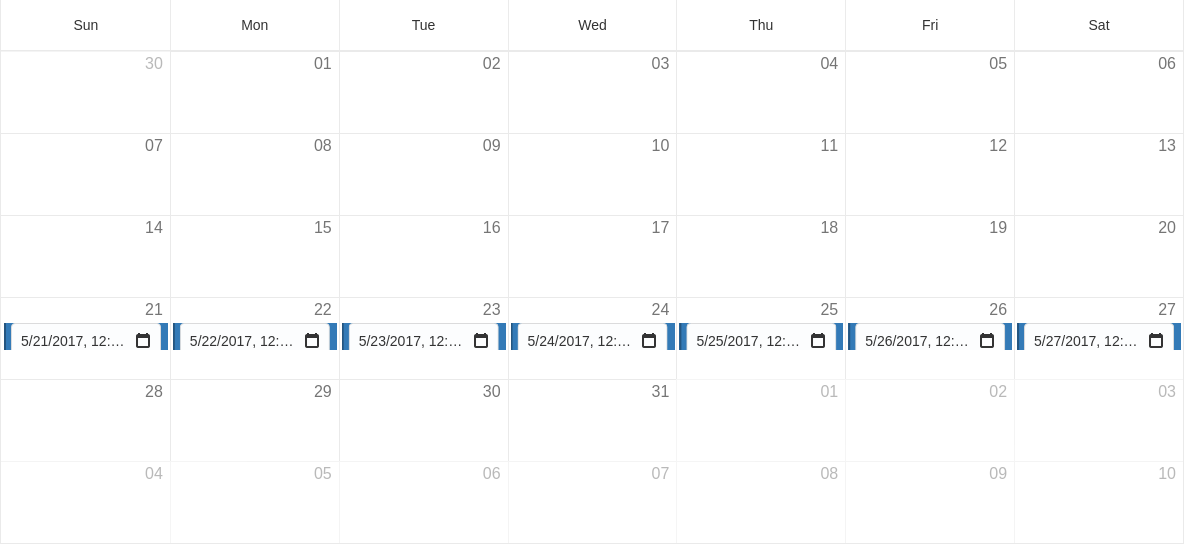 Sun Mon Tue Wed Thu Fri Sat
30 01 02 03 04 05 06
07 08 09 10 11 12 13
14 15 16 17 18 19 20
21 22 23 24 25 26 27
5/21/2017, 12:... 5/22/2017, 12:... 5/23/2017, 12:... 5/24/2017, 12:... 5/25/2017, 12:... 5/26/2017, 12:... 5/27/2017, 12:...
28 29 30 31 01 02 03
04 05 06 07 08 09 10